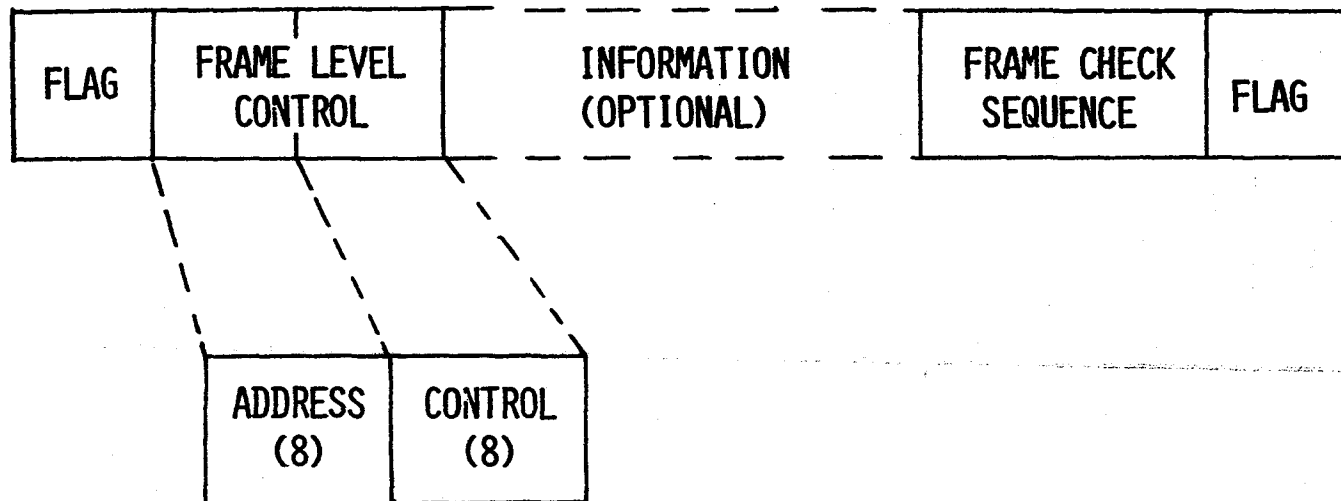 FLAG
FRAME LEVEL
CONTROL
INFORMATION
(OPTIONAL)
FRAME CHECK
SEQUENCE
FLAG
ADDRESS
(8)
CONTROL
(8)